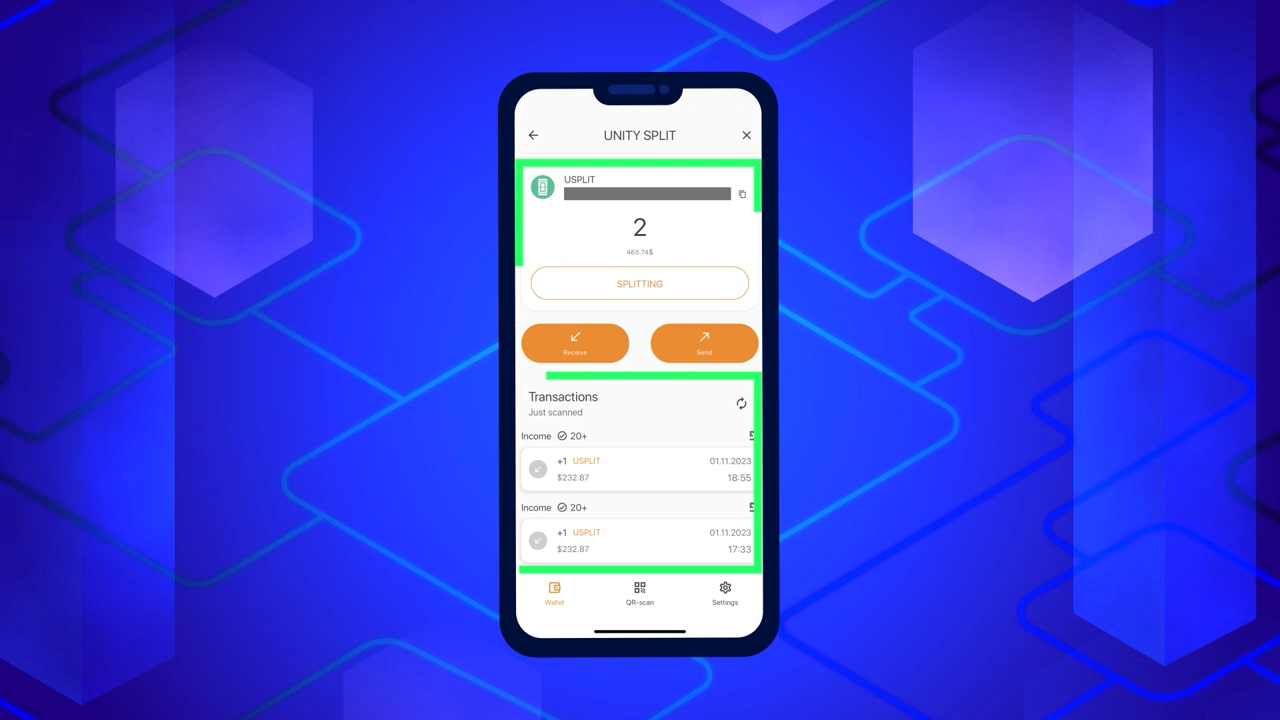 UNITY SPLIT
USPLIT
2
465.74$
SPLITTING
Receive
Send
Transactions
Just scanned
Income 20+
+1 USPLIT 01.11.2023
$232.87 18:55
Income 20+
+1 USPLIT 01.11.2023
$232.87 17:33
Wallet QR-scan Settings